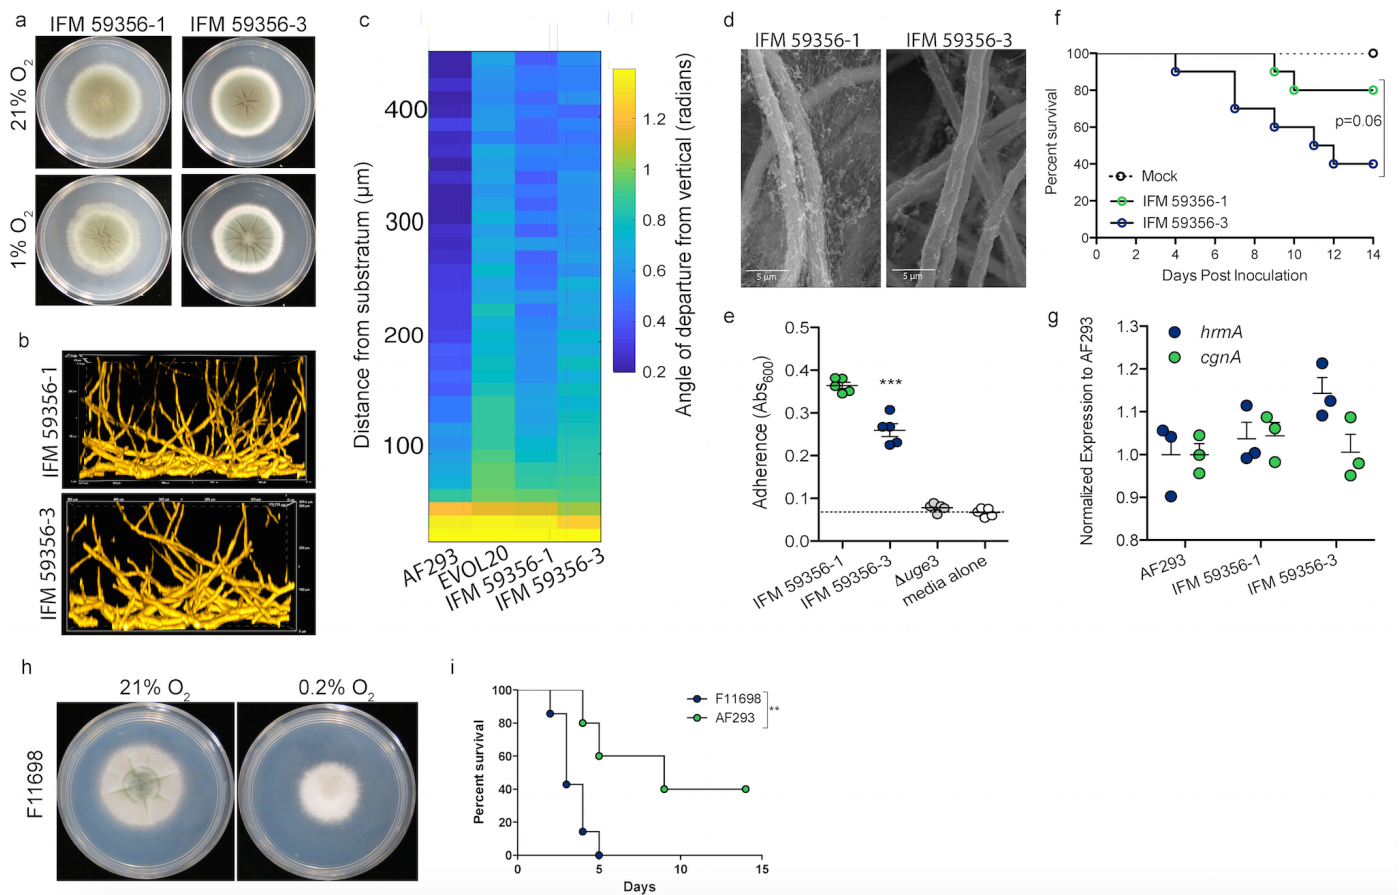 a
IFM 59356-1
IFM 59356-3
21% O2
1% O2
b
IFM 59356-1
IFM 59356-3
c
Distance from substratum (µm)
400
300
200
100
AF293
EVOL20
IFM 59356-1
IFM 59356-3
1.2
1
0.8
0.6
0.4
0.2
Angle of departure from vertical (radians)
d
IFM 59356-1
IFM 59356-3
5 µm
5 µm
e
Adherence (Abs600)
0.5
0.4
0.3
0.2
0.1
0.0
***
IFM 59356-1
IFM 59356-3
Δuge3
media alone
f
Percent survival
100
80
60
40
20
0
p=0.06
Mock
IFM 59356-1
IFM 59356-3
0 2 4 6 8 10 12 14
Days Post Inoculation
g
Normalized Expression to AF293
1.3
1.2
1.1
1.0
0.9
0.8
hrmA
cgnA
AF293
IFM 59356-1
IFM 59356-3
h
21% O2
0.2% O2
F11698
i
Percent survival
100
80
60
40
20
0
F11698
AF293
**
0 5 10 15
Days